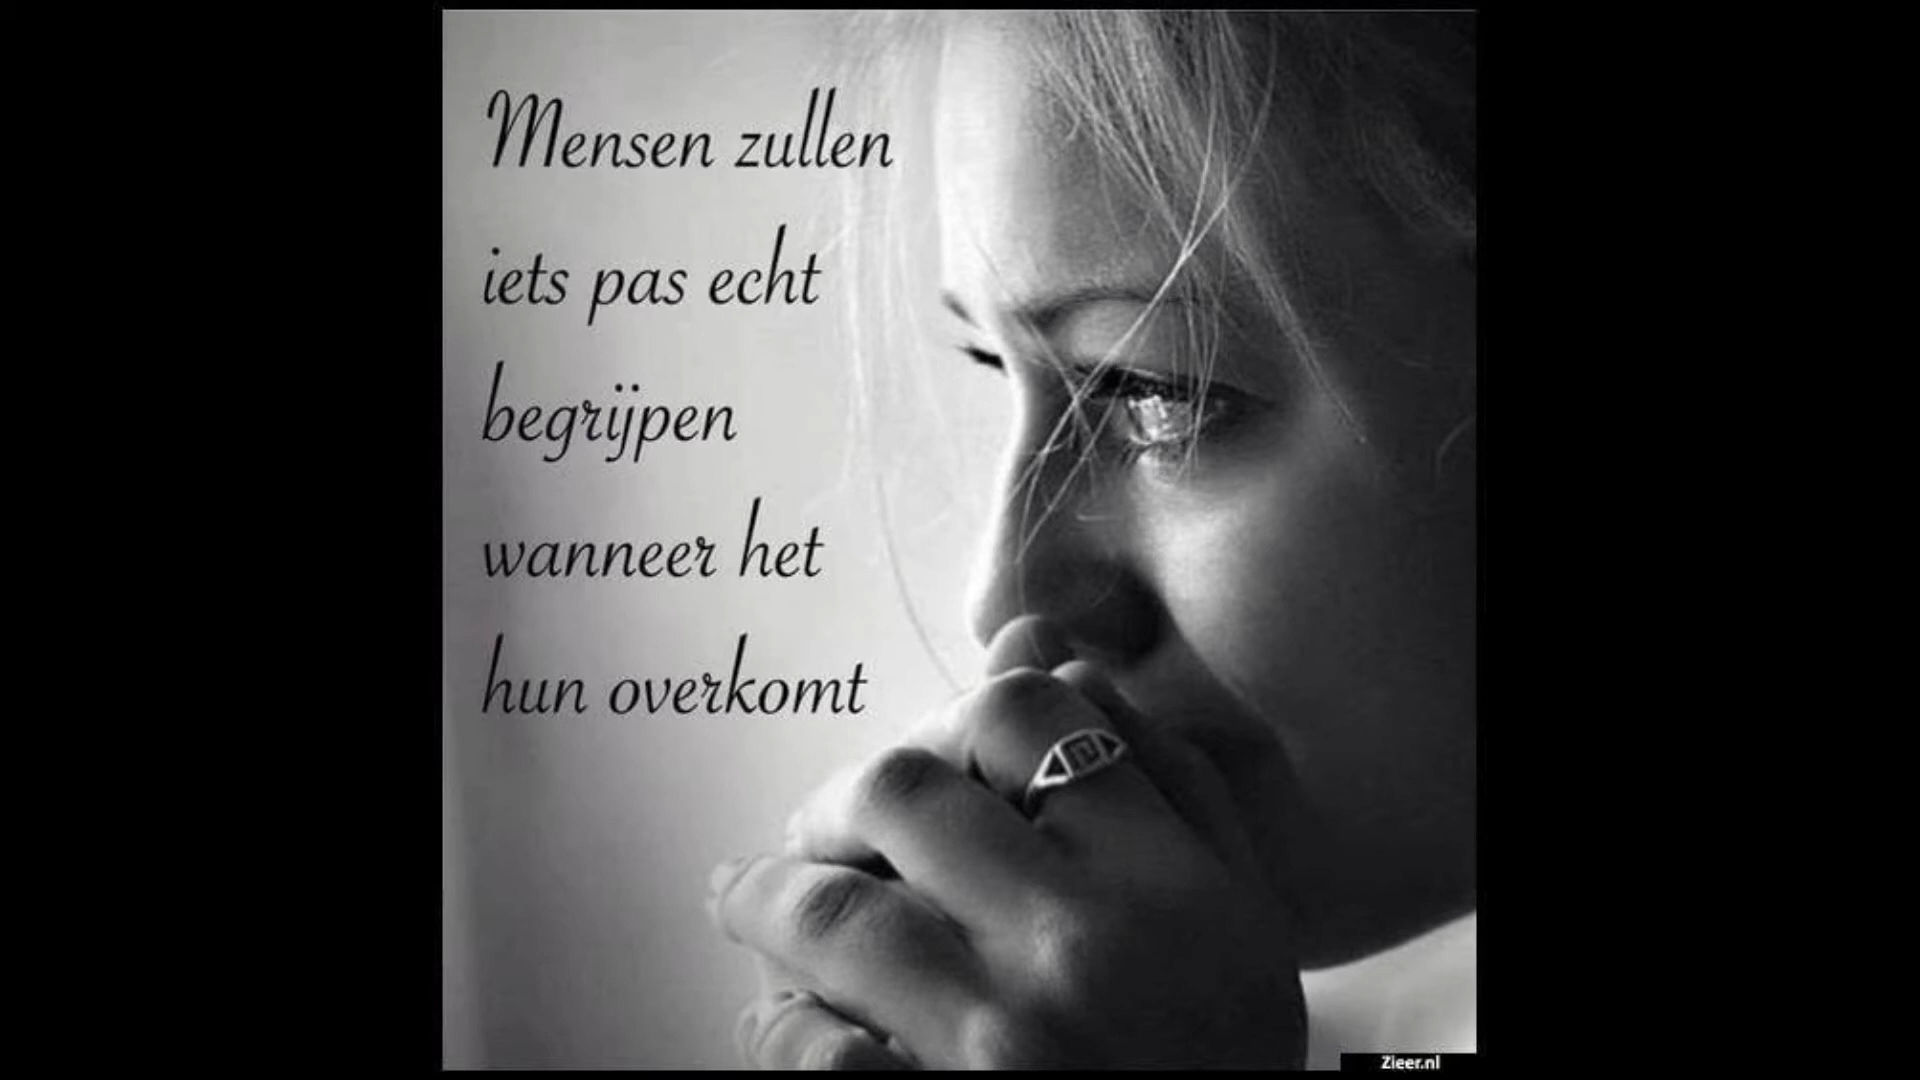 Mensen zullen
iets pas echt
begrijpen
wanneer het
hun overkomt
Zieer.nl